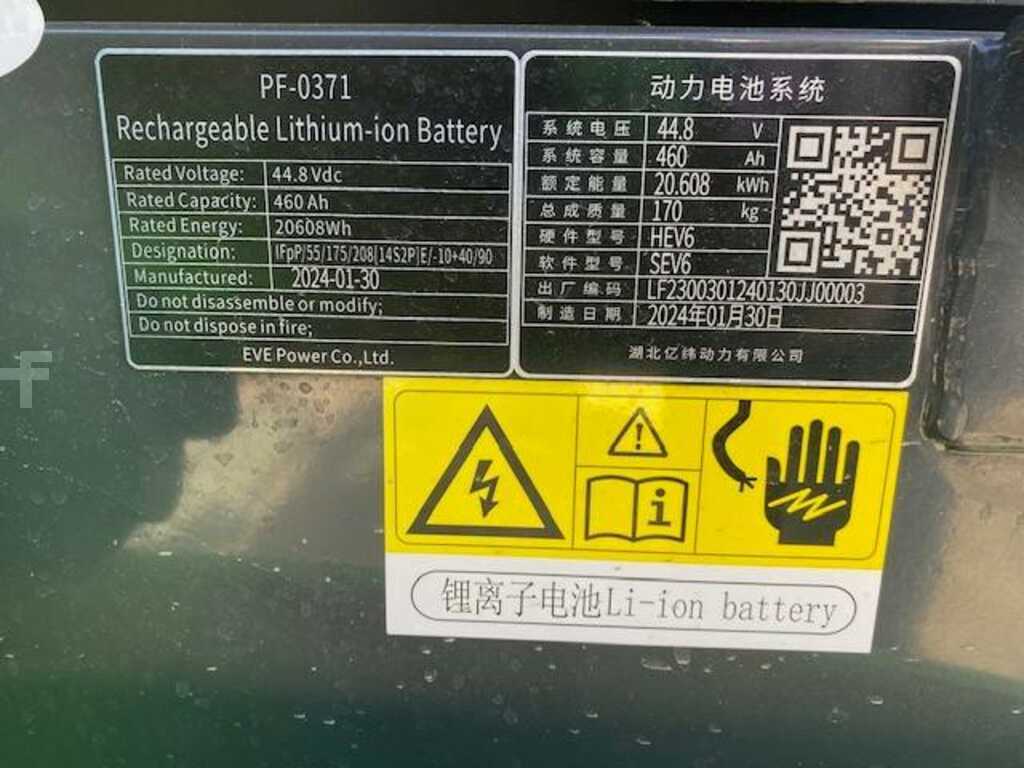 PF-0371
Rechargeable Lithium-ion Battery
Rated Voltage: 44.8 Vdc
Rated Capacity: 460 Ah
Rated Energy: 20608Wh
Designation: IFpP/55/175/208[14S2P]E/-10+40/90
Manufactured: 2024-01-30
Do not disassemble or modify;
Do not dispose in fire;
EVE Power Co.,Ltd.
动力电池系统
系统电压 44.8 V
系统容量 460 Ah
额定能量 20.608 kWh
总成质量 170 kg
硬件型号 HEV6
软件型号 SEV6
出厂编码 LF2300301240130JJ00003
制造日期 2024年01月30日
湖北亿纬动力有限公司
锂离子电池Li-ion battery